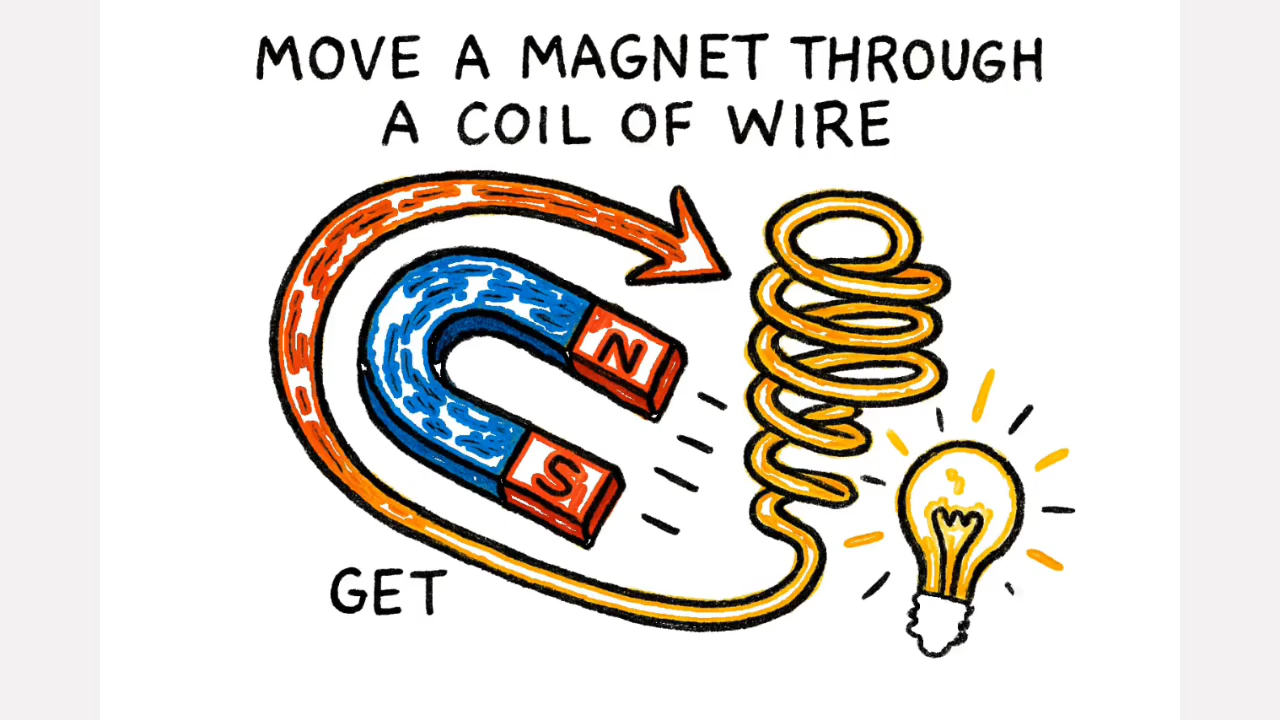 MOVE A MAGNET THROUGH
A COIL OF WIRE
N
S
GET